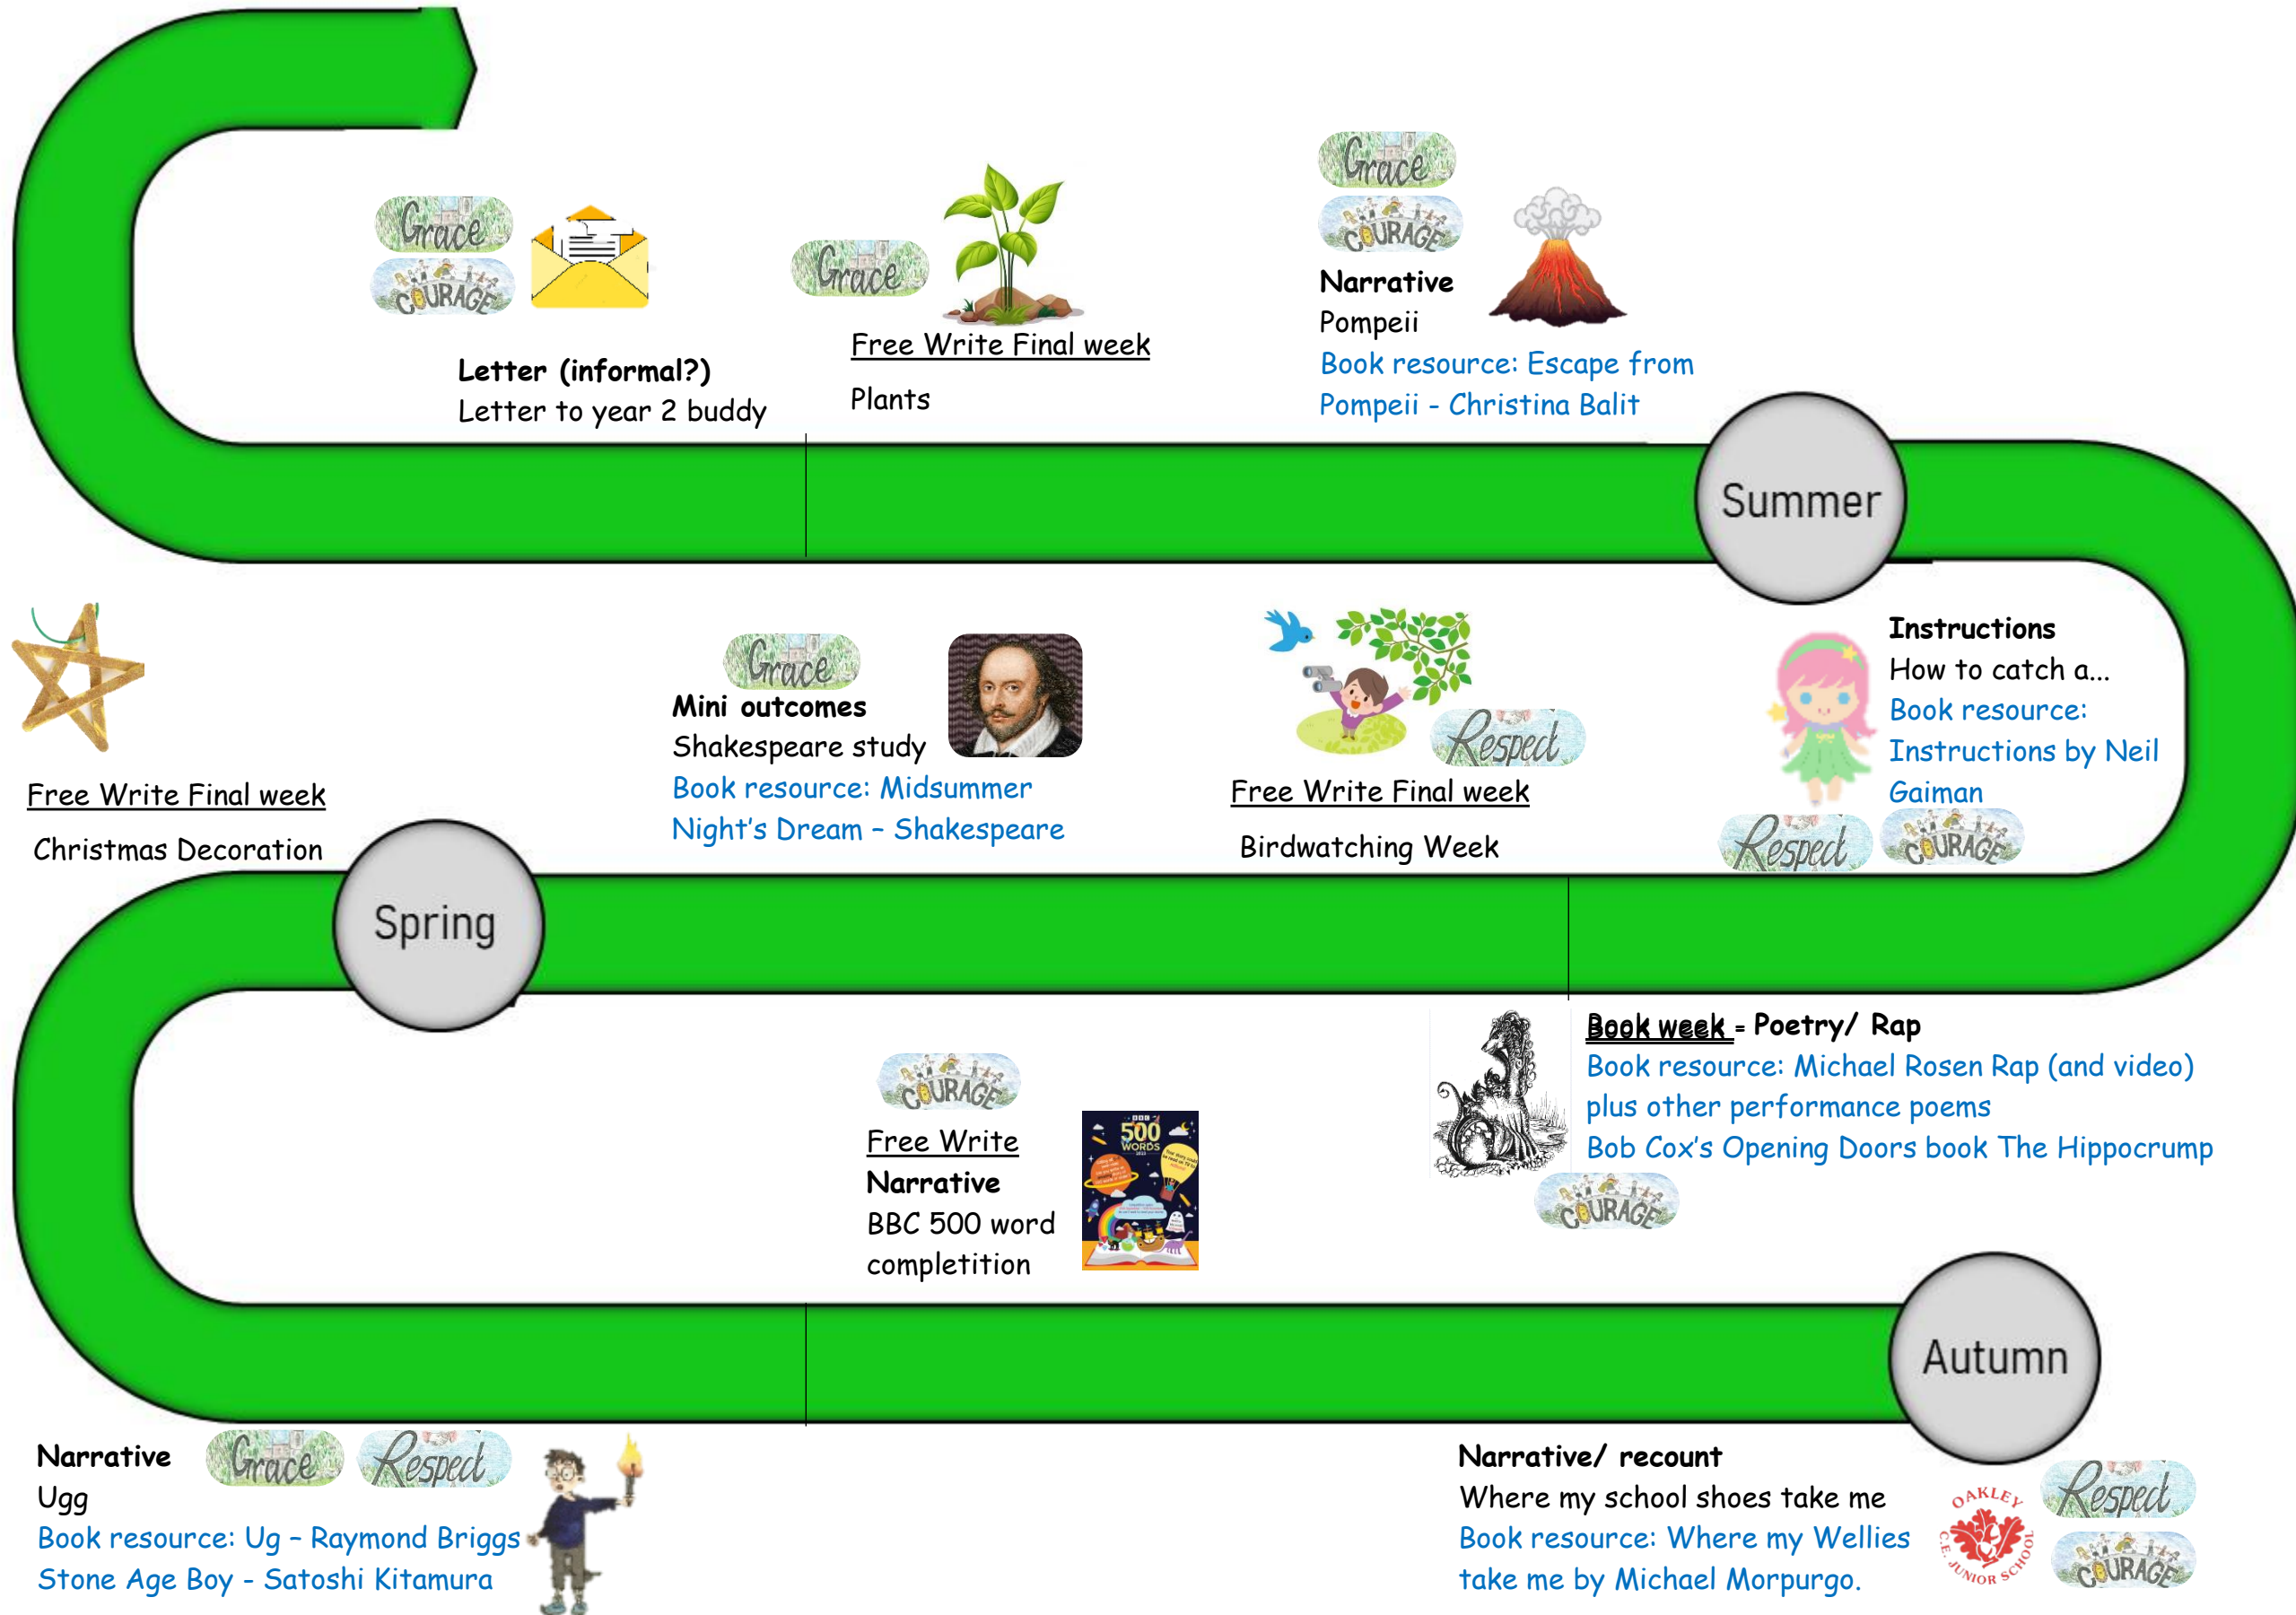 Grace
COURAGE
Letter (informal?)
Letter to year 2 buddy
Grace
Free Write Final week
Plants
Grace
COURAGE
Narrative
Pompeii
Book resource: Escape from
Pompeii - Christina Balit
Summer
Free Write Final week
Christmas Decoration
Grace
Mini outcomes
Shakespeare study
Book resource: Midsummer
Night's Dream – Shakespeare
Respect
Free Write Final week
Birdwatching Week
Instructions
How to catch a...
Book resource:
Instructions by Neil
Gaiman
Respect
COURAGE
Spring
COURAGE
Free Write
Narrative
BBC 500 word
completition
BBC
500
WORDS
Book week = Poetry/ Rap
Book resource: Michael Rosen Rap (and video)
plus other performance poems
Bob Cox's Opening Doors book The Hippocrump
COURAGE
Autumn
Narrative
Grace
Respect
Ugg
Book resource: Ug – Raymond Briggs
Stone Age Boy - Satoshi Kitamura
Narrative/ recount
Where my school shoes take me
Book resource: Where my Wellies
take me by Michael Morpurgo.
OAKLEY
C.E. JUNIOR SCHOOL
Respect
COURAGE